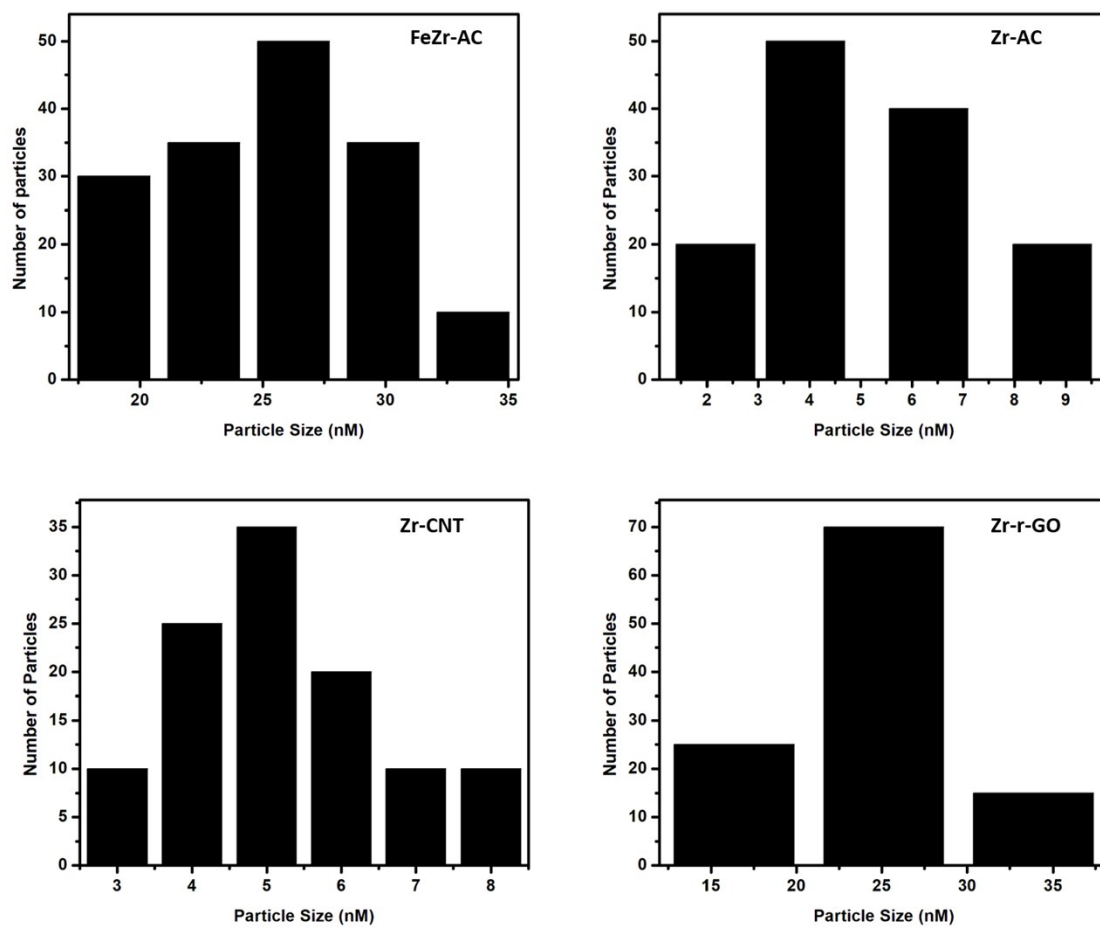 FeZr-AC
Number of particles
50
40
30
20
10
0
20 25 30 35
Particle Size (nM)
Zr-AC
Number of Particles
50
40
30
20
10
0
2 3 4 5 6 7 8 9
Particle Size (nM)
Zr-CNT
Number of Particles
35
30
25
20
15
10
5
0
3 4 5 6 7 8
Particle Size (nM)
Zr-r-GO
Number of Particles
70
60
50
40
30
20
10
0
15 20 25 30 35
Particle Size (nM)